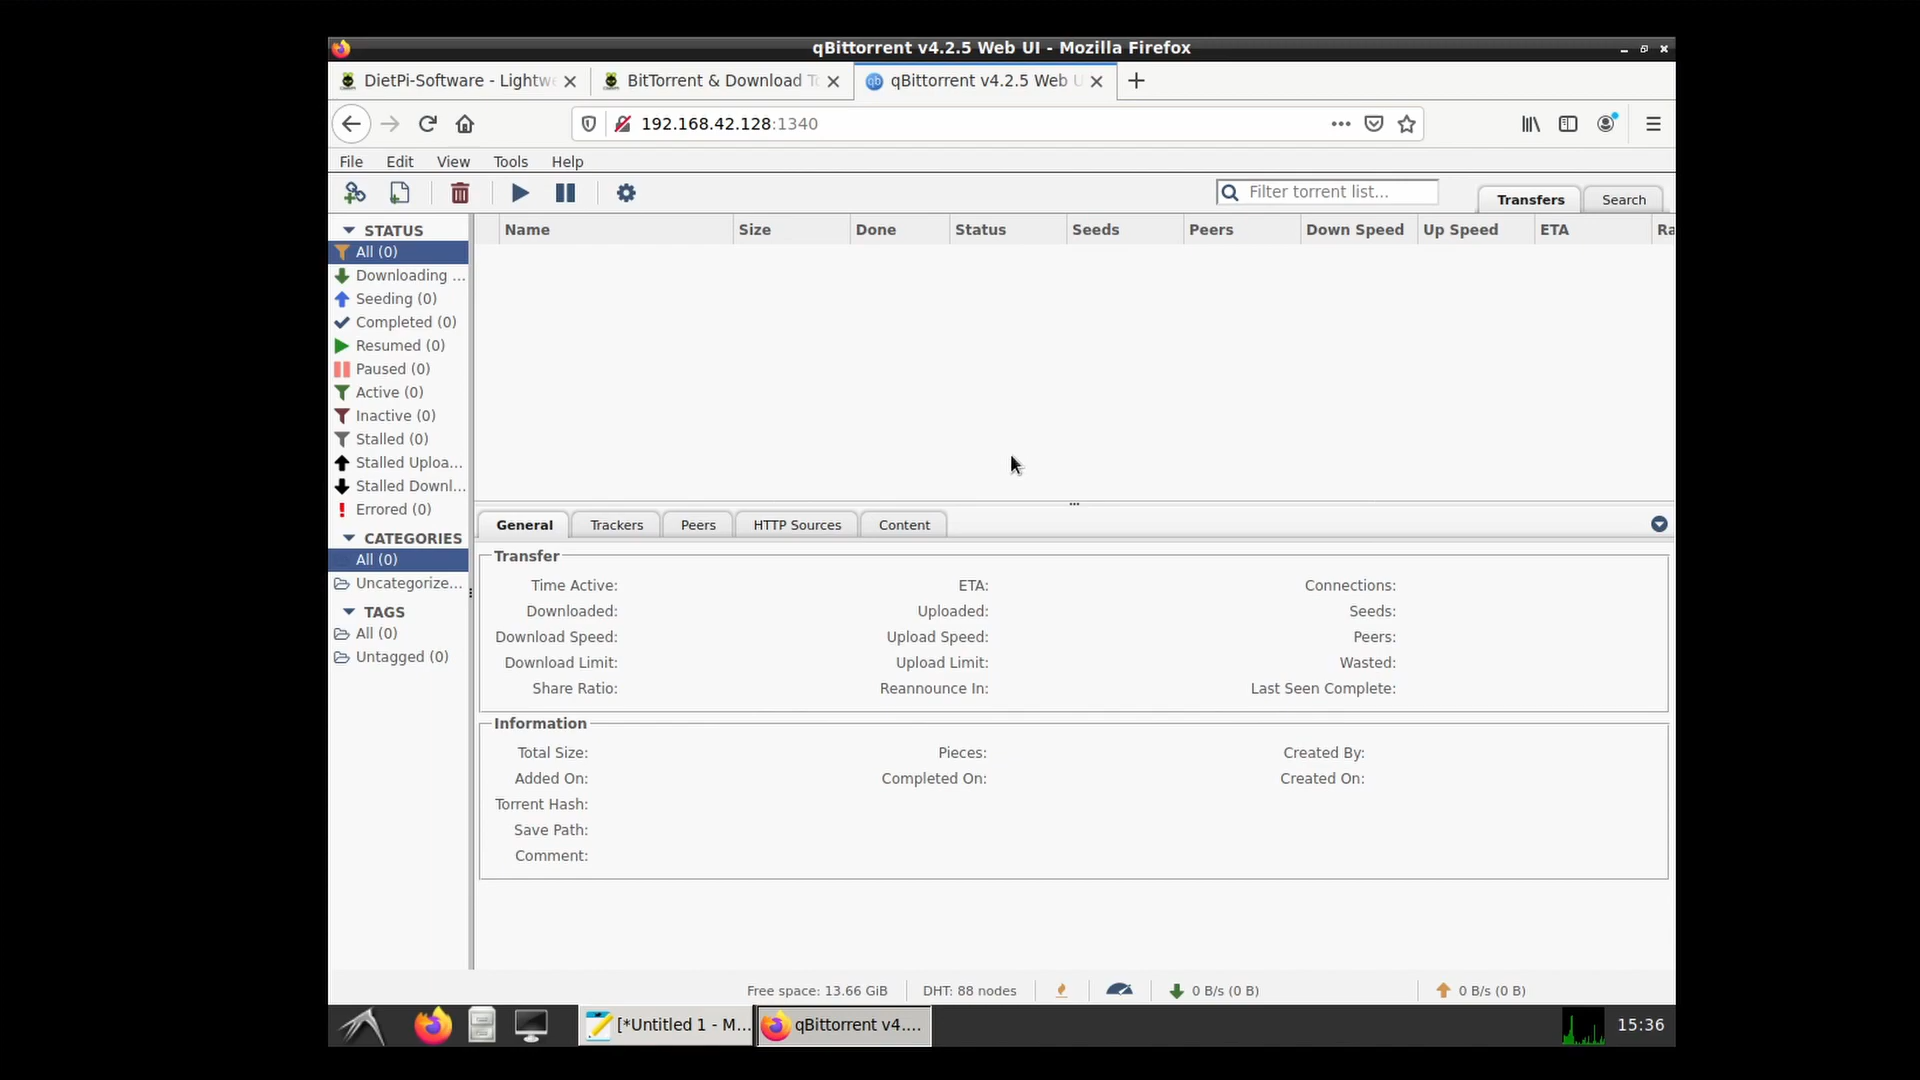 qBittorrent v4.2.5 Web UI - Mozilla Firefox
DietPi-Software - Lightwe
BitTorrent & Download To
qBittorrent v4.2.5 Web U
192.168.42.128:1340
File Edit View Tools Help
Filter torrent list...
Transfers
Search
STATUS
All (0)
Downloading ...
Seeding (0)
Completed (0)
Resumed (0)
Paused (0)
Active (0)
Inactive (0)
Stalled (0)
Stalled Uploa...
Stalled Downl...
Errored (0)
CATEGORIES
All (0)
Uncategorize...
TAGS
All (0)
Untagged (0)
Name Size Done Status Seeds Peers Down Speed Up Speed ETA Ra
General Trackers Peers HTTP Sources Content
Transfer
Time Active: ETA: Connections:
Downloaded: Uploaded: Seeds:
Download Speed: Upload Speed: Peers:
Download Limit: Upload Limit: Wasted:
Share Ratio: Reannounce In: Last Seen Complete:
Information
Total Size: Pieces: Created By:
Added On: Completed On: Created On:
Torrent Hash:
Save Path:
Comment:
Free space: 13.66 GiB DHT: 88 nodes 0 B/s (0 B) 0 B/s (0 B)
[*Untitled 1 - M... qBittorrent v4.... 15:36